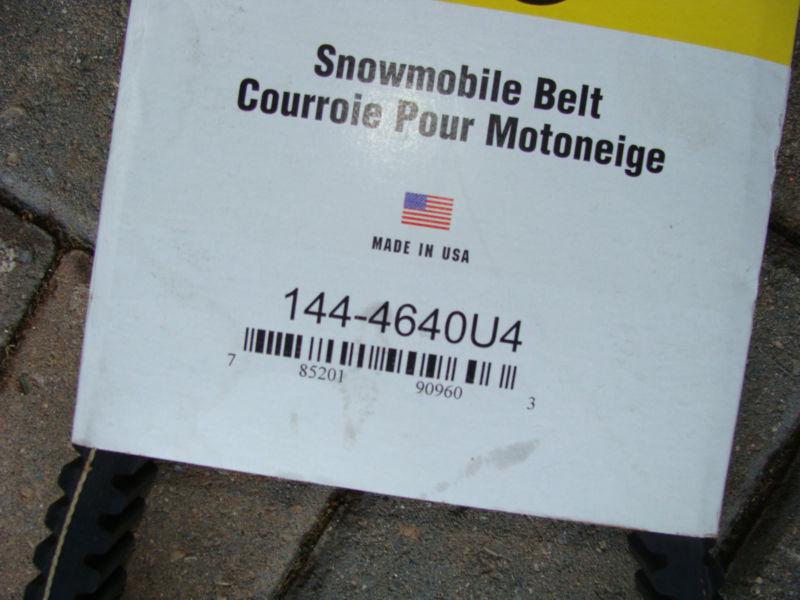 Snowmobile Belt
Courroie Pour Motoneige
MADE IN USA
144-4640U4
7 85201 90960 3